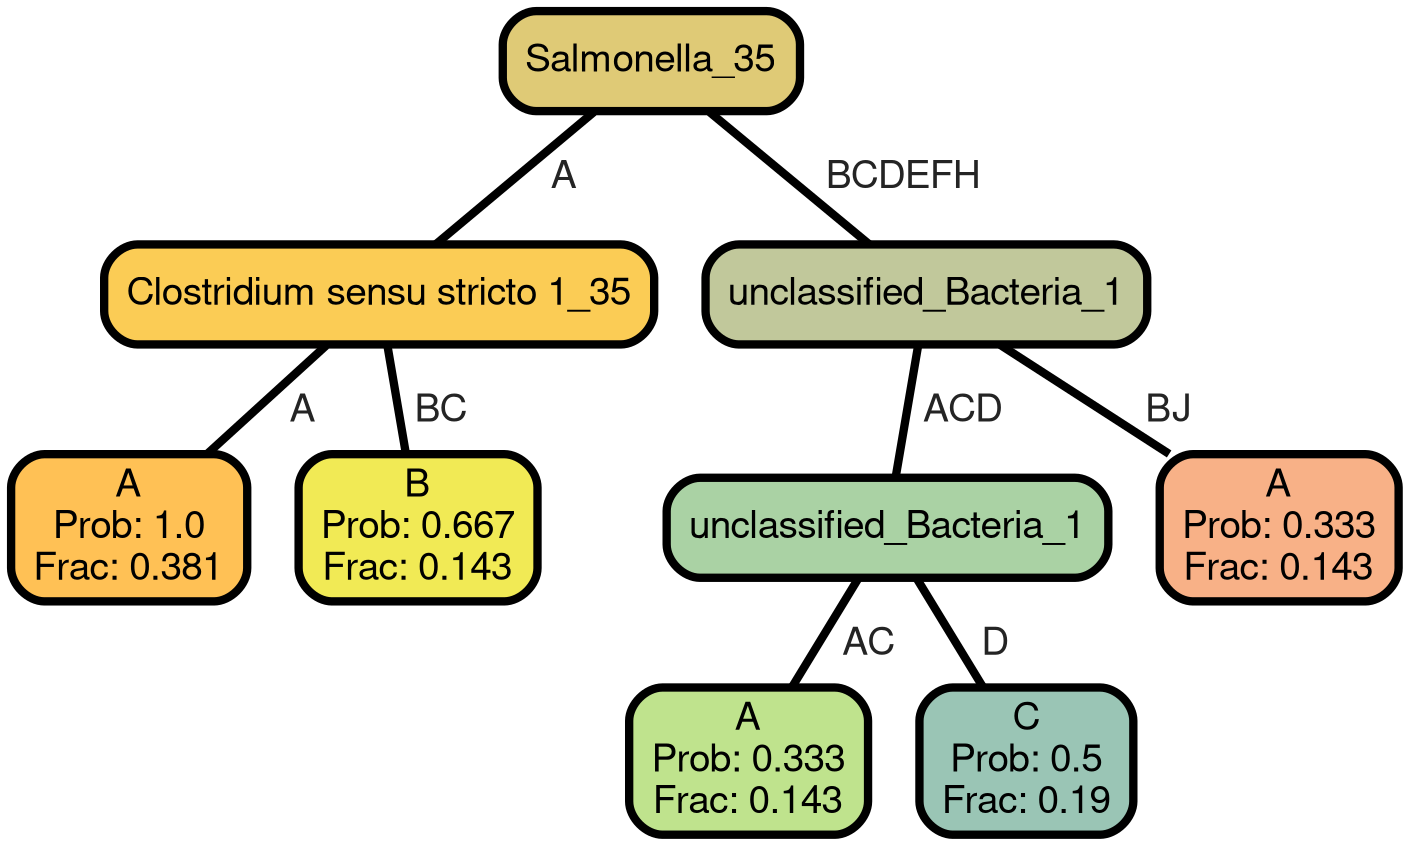 Salmonella_35
A
BCDEFH
Clostridium sensu stricto 1_35
unclassified_Bacteria_1
A
BC
ACD
BJ
A
Prob: 1.0
Frac: 0.381
B
Prob: 0.667
Frac: 0.143
unclassified_Bacteria_1
A
Prob: 0.333
Frac: 0.143
AC
D
A
Prob: 0.333
Frac: 0.143
C
Prob: 0.5
Frac: 0.19